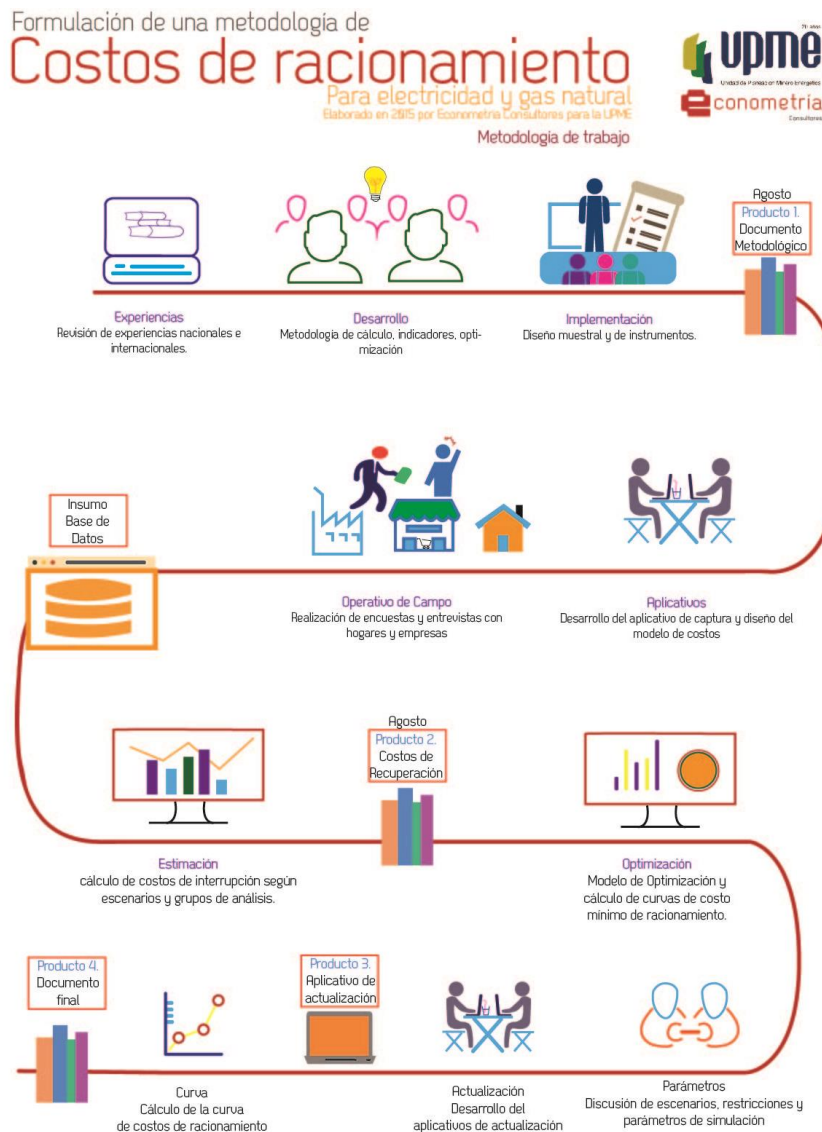 Formulación de una metodología de
Costos de racionamiento
Para electricidad y gas natural
Elaborado en 2015 por Econometria Consultores para la UPME
Metodología de trabajo
upme
Unidad de Planeación Minero Energética
econometría
Consultores
Agosto
Producto 1.
Documento
Metodológico
Experiencias
Revisión de experiencias nacionales e
internacionales.
Desarrollo
Metodología de cálculo, indicadores, opti-
mización
Implementación
Diseño muestral y de instrumentos.
Insumo
Base de
Datos
Operativo de Campo
Realización de encuestas y entrevistas con
hogares y empresas
Aplicativos
Desarrollo del aplicativo de captura y diseño del
modelo de costos
Agosto
Producto 2.
Costos de
Recuperación
Estimación
cálculo de costos de interrupción según
escenarios y grupos de análisis.
Optimización
Modelo de Optimización y
cálculo de curvas de costo
mínimo de racionamiento.
Producto 4.
Documento
final
Producto 3.
Aplicativo de
actualización
Curva
Cálculo de la curva
de costos de racionamiento
Actualización
Desarrollo del
aplicativos de actualización
Parámetros
Discusión de escenarios, restricciones y
parámetros de simulación